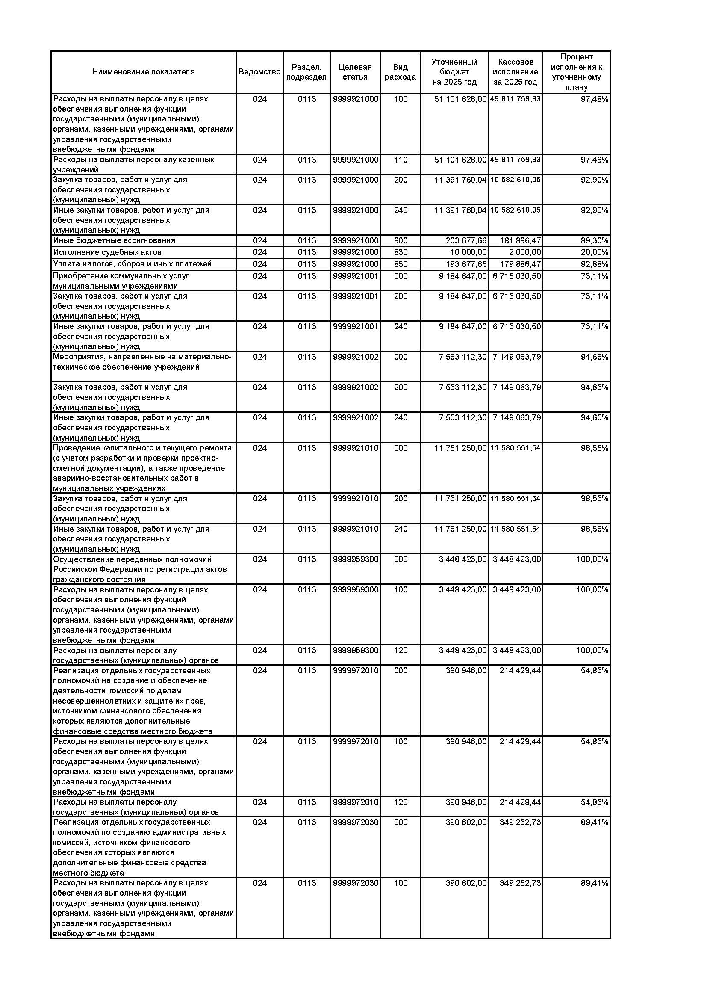 Наименование показателя
Ведомство
Раздел,
подраздел
Целевая
статья
Вид
расхода
Уточненный
бюджет
на 2025 год
Кассовое
исполнение
за 2025 год
Процент
исполнения к
уточненному
плану
Расходы на выплаты персоналу в целях 024 0113 9999921000 100 51 101 628,00 49 811 759,93 97,48%
обеспечения выполнения функций
государственными (муниципальными)
органами, казенными учреждениями, органами
управления государственными
внебюджетными фондами
Расходы на выплаты персоналу казенных 024 0113 9999921000 110 51 101 628,00 49 811 759,93 97,48%
учреждений
Закупка товаров, работ и услуг для 024 0113 9999921000 200 11 391 760,04 10 582 610,05 92,90%
обеспечения государственных
(муниципальных) нужд
Иные закупки товаров, работ и услуг для 024 0113 9999921000 240 11 391 760,04 10 582 610,05 92,90%
обеспечения государственных
(муниципальных) нужд
Иные бюджетные ассигнования 024 0113 9999921000 800 203 677,66 181 886,47 89,30%
Исполнение судебных актов 024 0113 9999921000 830 10 000,00 2 000,00 20,00%
Уплата налогов, сборов и иных платежей 024 0113 9999921000 850 193 677,66 179 886,47 92,88%
Приобретение коммунальных услуг 024 0113 9999921001 000 9 184 647,00 6 715 030,50 73,11%
муниципальными учреждениями
Закупка товаров, работ и услуг для 024 0113 9999921001 200 9 184 647,00 6 715 030,50 73,11%
обеспечения государственных
(муниципальных) нужд
Иные закупки товаров, работ и услуг для 024 0113 9999921001 240 9 184 647,00 6 715 030,50 73,11%
обеспечения государственных
(муниципальных) нужд
Мероприятия, направленные на материально- 024 0113 9999921002 000 7 553 112,30 7 149 063,79 94,65%
техническое обеспечение учреждений
Закупка товаров, работ и услуг для 024 0113 9999921002 200 7 553 112,30 7 149 063,79 94,65%
обеспечения государственных
(муниципальных) нужд
Иные закупки товаров, работ и услуг для 024 0113 9999921002 240 7 553 112,30 7 149 063,79 94,65%
обеспечения государственных
(муниципальных) нужд
Проведение капитального и текущего ремонта 024 0113 9999921010 000 11 751 250,00 11 580 551,54 98,55%
(с учетом разработки и проверки проектно-
сметной документации), а также проведение
аварийно-восстановительных работ в
муниципальных учреждениях
Закупка товаров, работ и услуг для 024 0113 9999921010 200 11 751 250,00 11 580 551,54 98,55%
обеспечения государственных
(муниципальных) нужд
Иные закупки товаров, работ и услуг для 024 0113 9999921010 240 11 751 250,00 11 580 551,54 98,55%
обеспечения государственных
(муниципальных) нужд
Осуществление переданных полномочий 024 0113 9999959300 000 3 448 423,00 3 448 423,00 100,00%
Российской Федерации по регистрации актов
гражданского состояния
Расходы на выплаты персоналу в целях 024 0113 9999959300 100 3 448 423,00 3 448 423,00 100,00%
обеспечения выполнения функций
государственными (муниципальными)
органами, казенными учреждениями, органами
управления государственными
внебюджетными фондами
Расходы на выплаты персоналу 024 0113 9999959300 120 3 448 423,00 3 448 423,00 100,00%
государственных (муниципальных) органов
Реализация отдельных государственных 024 0113 9999972010 000 390 946,00 214 429,44 54,85%
полномочий на создание и обеспечение
деятельности комиссий по делам
несовершеннолетних и защите их прав,
источником финансового обеспечения
которых являются дополнительные
финансовые средства местного бюджета
Расходы на выплаты персоналу в целях 024 0113 9999972010 100 390 946,00 214 429,44 54,85%
обеспечения выполнения функций
государственными (муниципальными)
органами, казенными учреждениями, органами
управления государственными
внебюджетными фондами
Расходы на выплаты персоналу 024 0113 9999972010 120 390 946,00 214 429,44 54,85%
государственных (муниципальных) органов
Реализация отдельных государственных 024 0113 9999972030 000 390 602,00 349 252,73 89,41%
полномочий по созданию административных
комиссий, источником финансового
обеспечения которых являются
дополнительные финансовые средства
местного бюджета
Расходы на выплаты персоналу в целях 024 0113 9999972030 100 390 602,00 349 252,73 89,41%
обеспечения выполнения функций
государственными (муниципальными)
органами, казенными учреждениями, органами
управления государственными
внебюджетными фондами